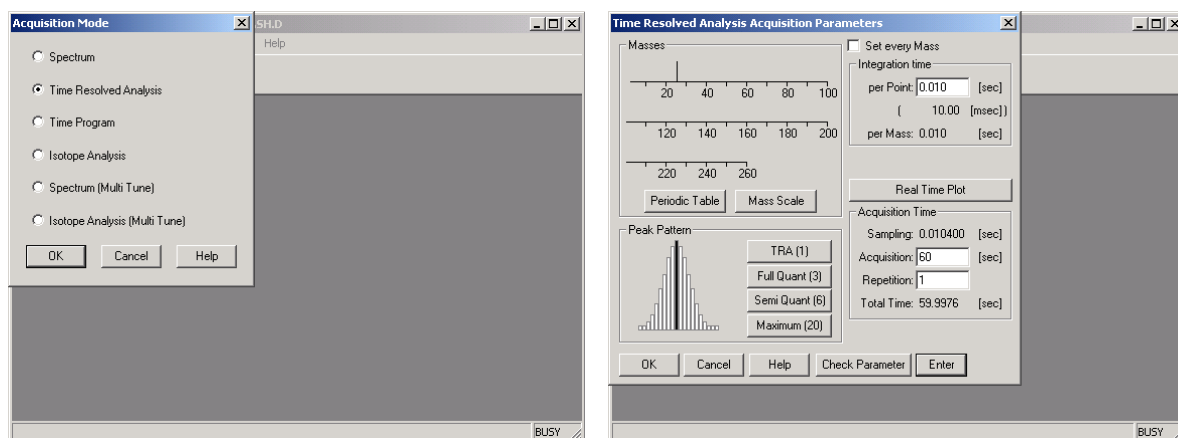 Acquisition Mode
SH.D
Help
Spectrum
Time Resolved Analysis
Time Program
Isotope Analysis
Spectrum (Multi Tune)
Isotope Analysis (Multi Tune)
OK Cancel Help
BUSY
Time Resolved Analysis Acquisition Parameters
Masses
20 40 60 80 100
120 140 160 180 200
220 240 260
Periodic Table Mass Scale
Set every Mass
Integration time
per Point: 0.010 [sec]
( 10.00 [msec] )
per Mass: 0.010 [sec]
Real Time Plot
Peak Pattern
TRA (1)
Full Quant (3)
Semi Quant (6)
Maximum (20)
Acquisition Time
Sampling: 0.010400 [sec]
Acquisition: 60 [sec]
Repetition: 1
Total Time: 59.9976 [sec]
OK Cancel Help Check Parameter Enter
BUSY